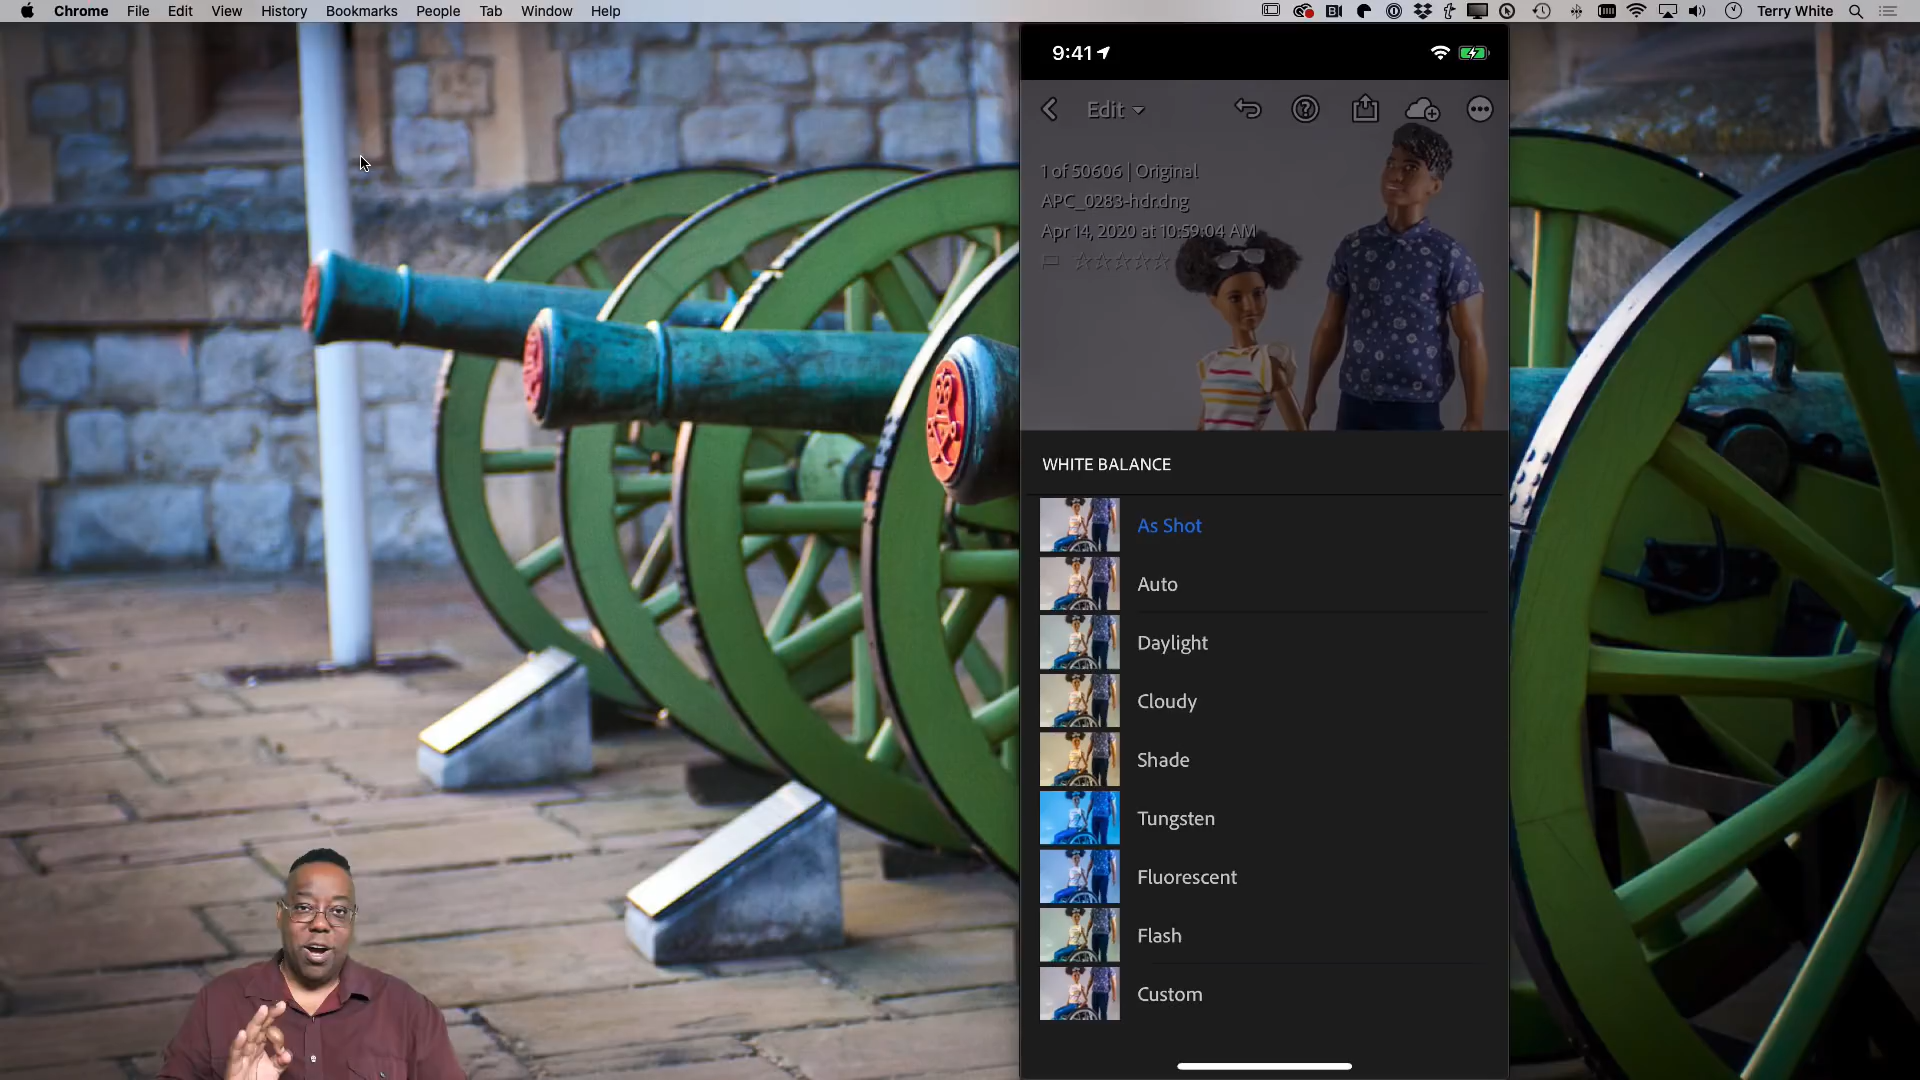 Chrome File Edit View History Bookmarks People Tab Window Help Terry White
9:41
Edit
1 of 50606 | Original
APC_0283-hdr.dng
Apr 14, 2020 at 10:59:04 AM
WHITE BALANCE
As Shot
Auto
Daylight
Cloudy
Shade
Tungsten
Fluorescent
Flash
Custom